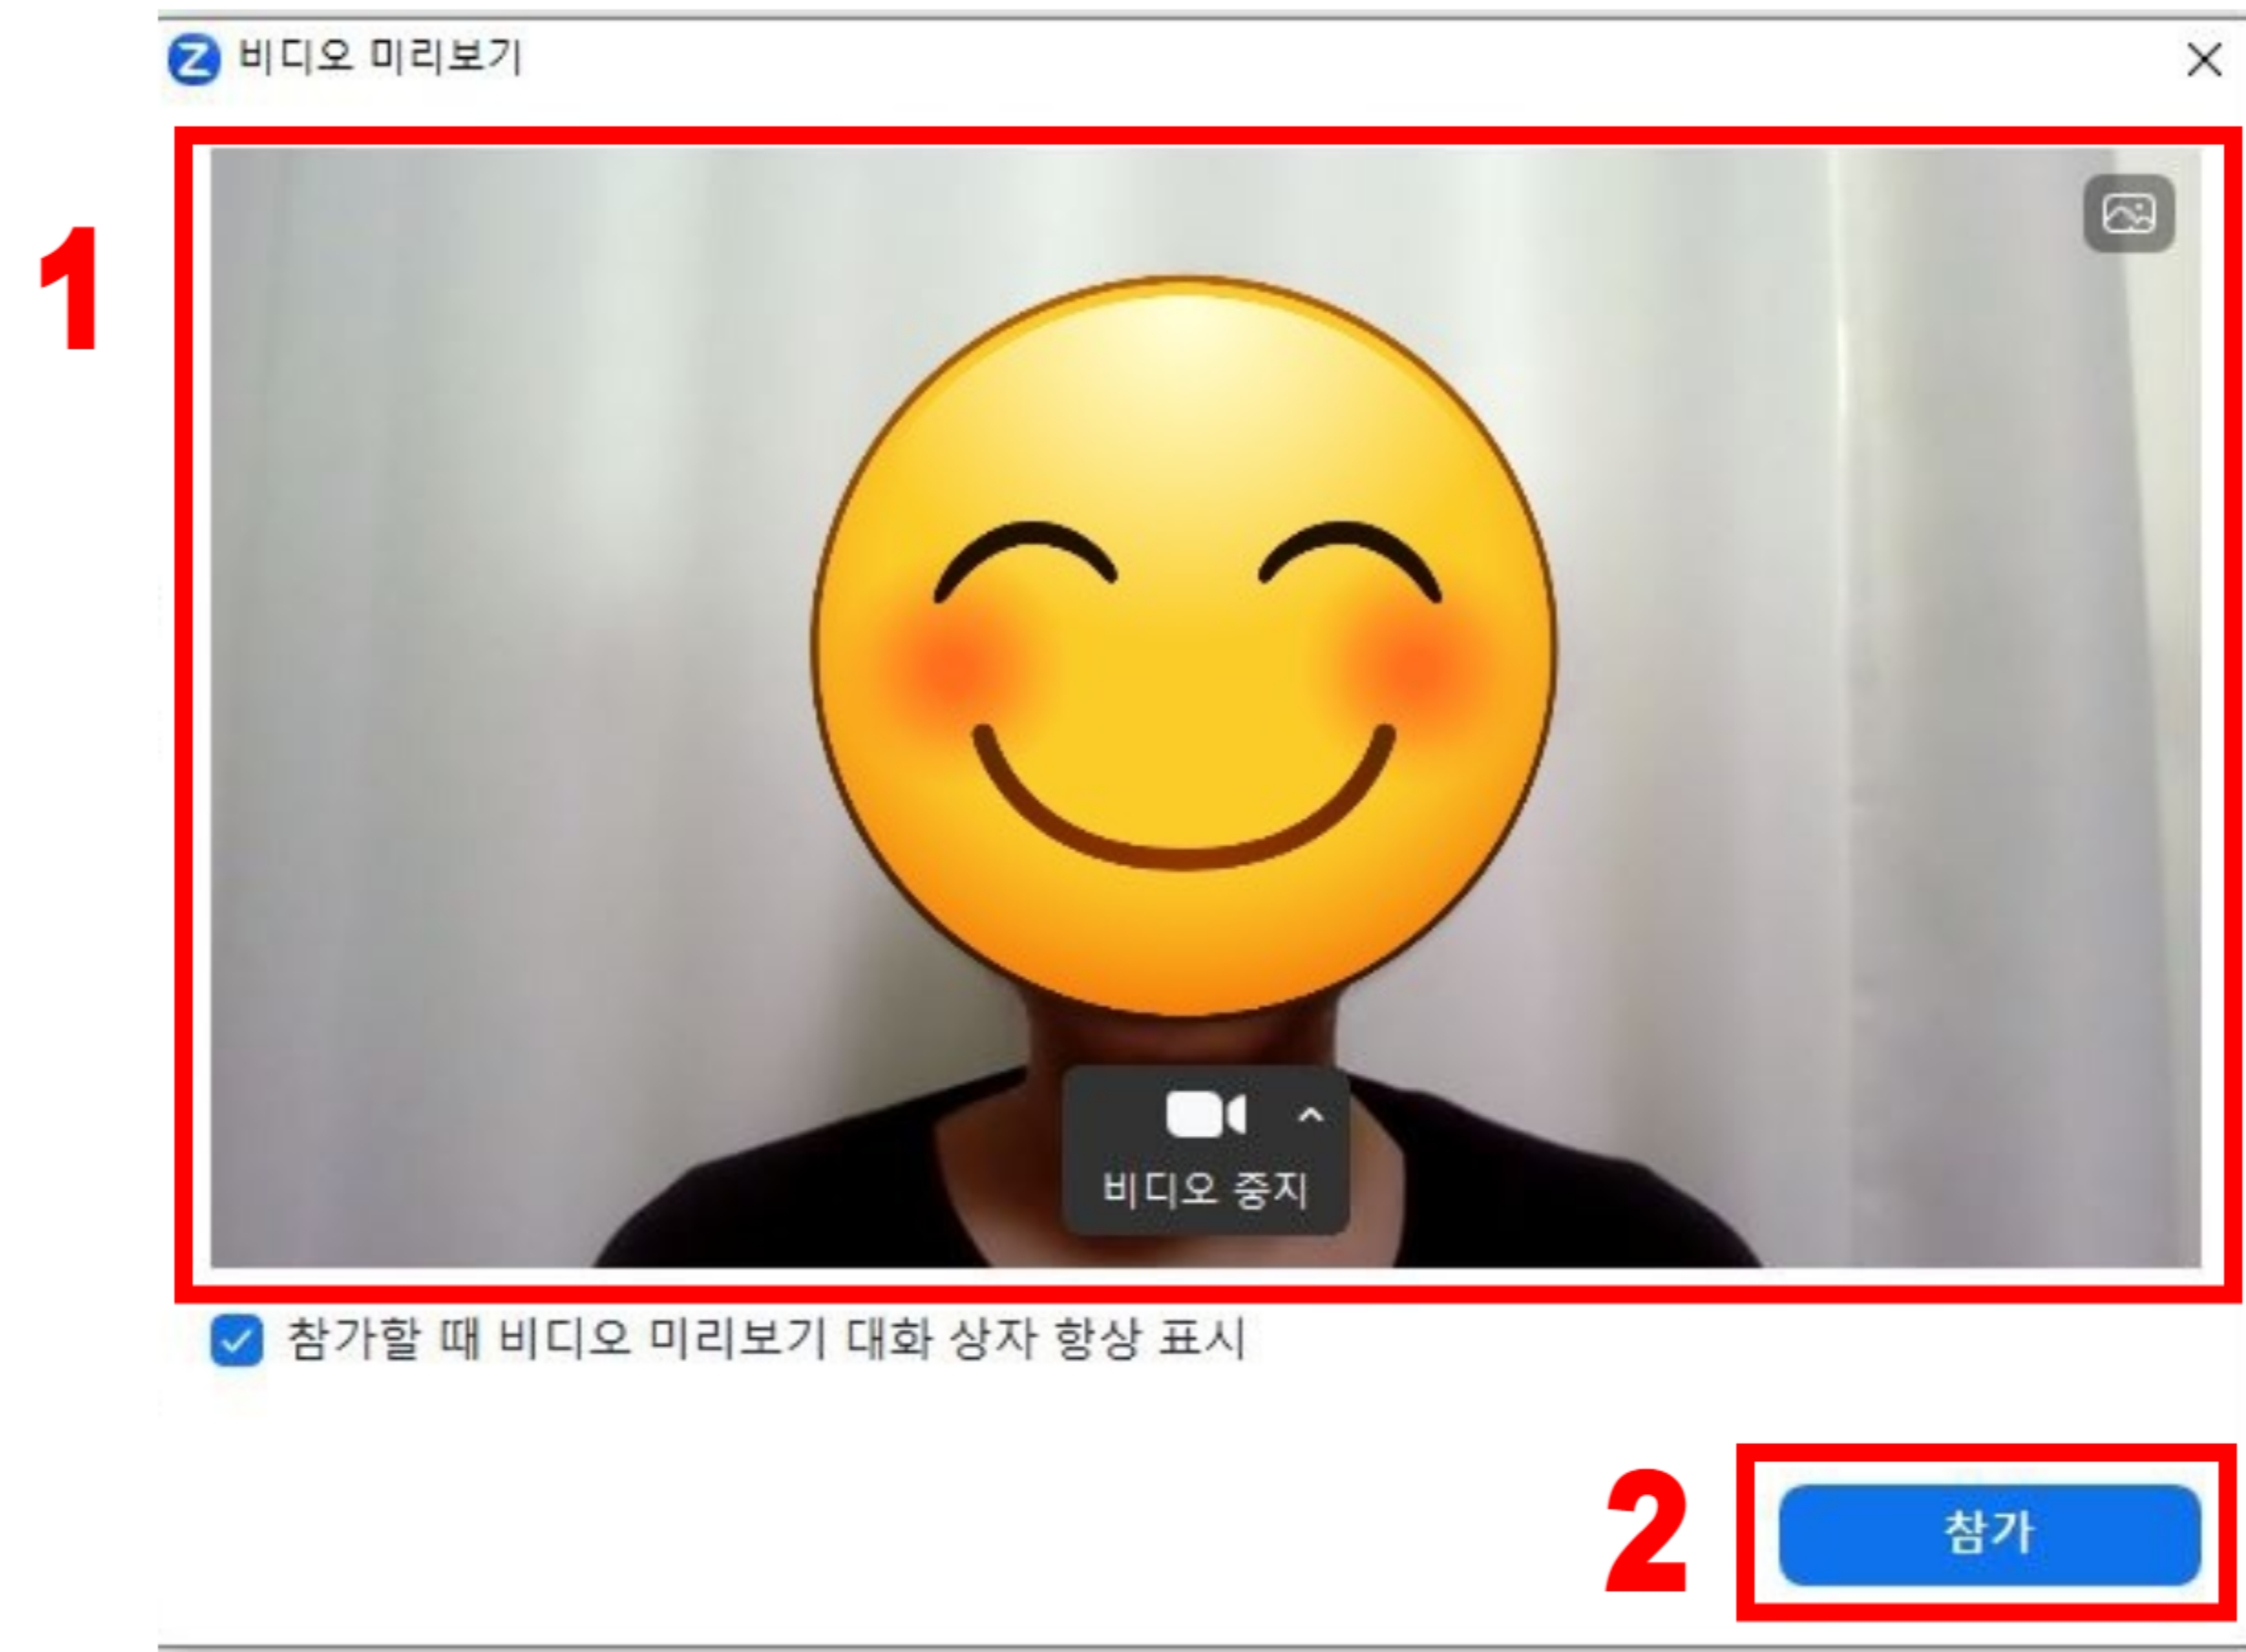 비디오 미리보기
1
비디오 중지
참가할 때 비디오 미리보기 대화 상자 항상 표시
2
참가